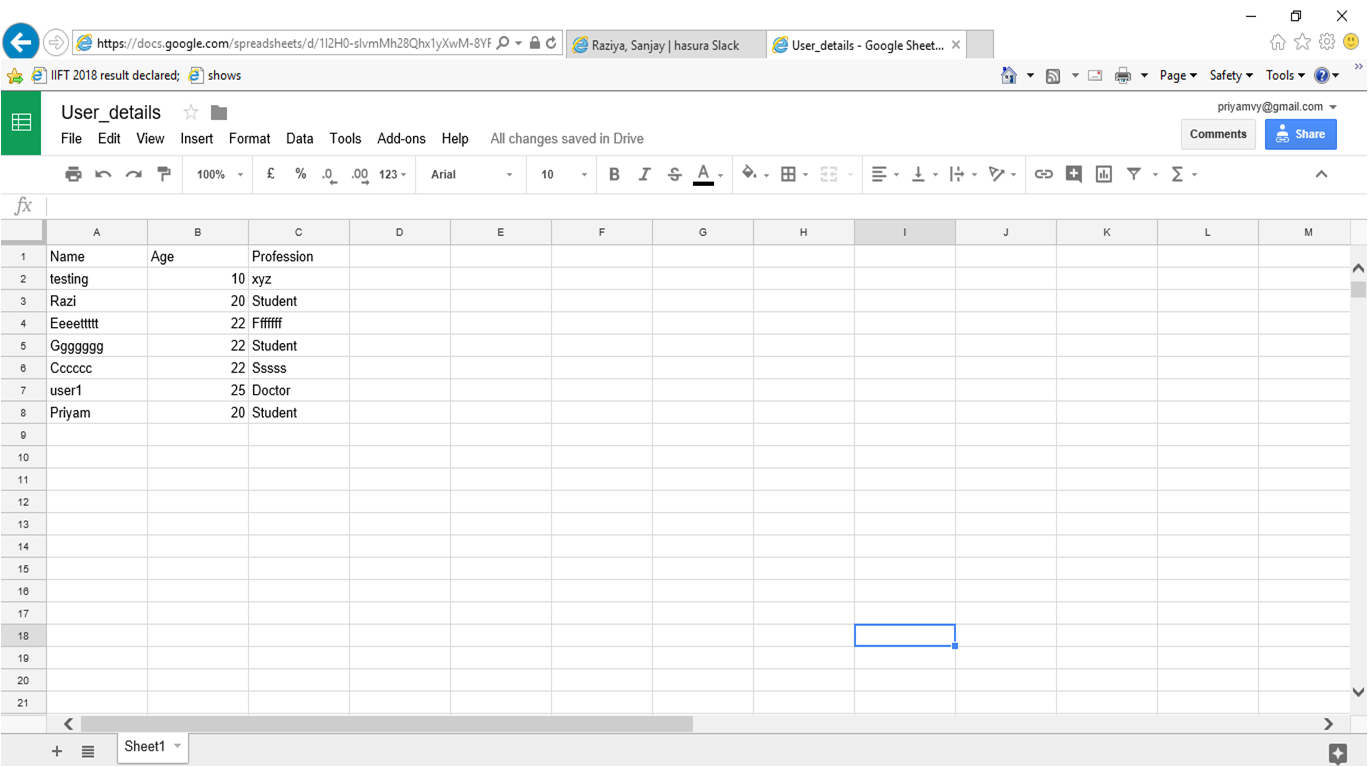 https://docs.google.com/spreadsheets/d/1I2H0-slvmMh28Qhx1yXwM-8YF
Raziya, Sanjay | hasura Slack
User_details - Google Sheet...
IIFT 2018 result declared;
shows
Page
Safety
Tools
User_details
priyamvy@gmail.com
File Edit View Insert Format Data Tools Add-ons Help All changes saved in Drive
Comments
Share
100% £ % .0 .00 123 Arial 10 B I S A Σ
fx
A B C D E F G H I J K L M
1 Name Age Profession
2 testing 10 xyz
3 Razi 20 Student
4 Eeeettttt 22 Fffffff
5 Ggggggg 22 Student
6 Cccccc 22 Sssss
7 user1 25 Doctor
8 Priyam 20 Student
9
10
11
12
13
14
15
16
17
18
19
20
21
Sheet1